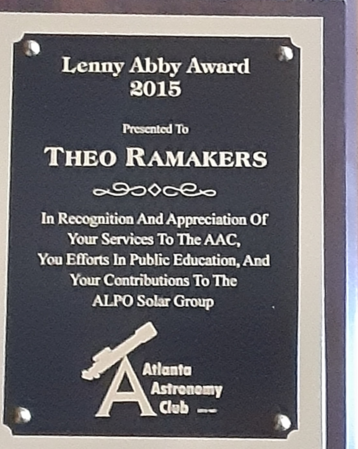 Lenny Abby Award
2015
Presented To
THEO RAMAKERS
In Recognition And Appreciation Of
Your Services To The AAC,
You Efforts In Public Education, And
Your Contributions To The
ALPO Solar Group
Atlanta
Astronomy
Club